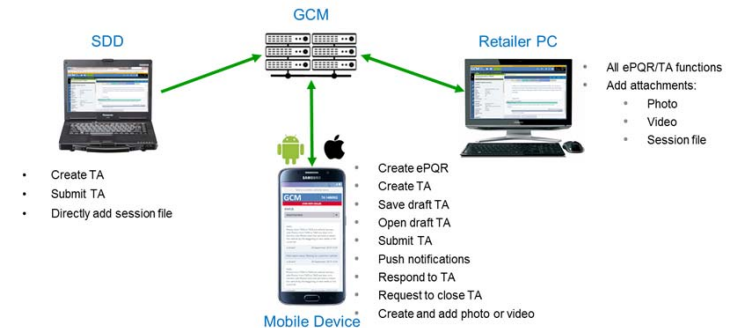 GCM
SDD
Retailer PC
All ePQR/TA functions
Add attachments:
Photo
Video
Session file
Create TA
Submit TA
Directly add session file
SAMSUNG
GCM
Create ePQR
Create TA
Save draft TA
Open draft TA
Submit TA
Push notifications
Respond to TA
Request to close TA
Create and add photo or video
Mobile Device